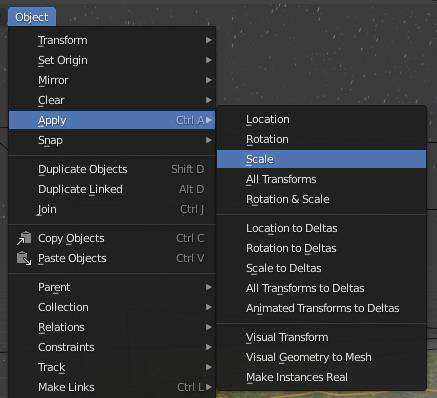 Object
Transform
Set Origin
Mirror
Clear
Apply Ctrl A
Snap
Duplicate Objects Shift D
Duplicate Linked Alt D
Join Ctrl J
Copy Objects Ctrl C
Paste Objects Ctrl V
Parent
Collection
Relations
Constraints
Track
Make Links Ctrl L
Location
Rotation
Scale
All Transforms
Rotation & Scale
Location to Deltas
Rotation to Deltas
Scale to Deltas
All Transforms to Deltas
Animated Transforms to Deltas
Visual Transform
Visual Geometry to Mesh
Make Instances Real